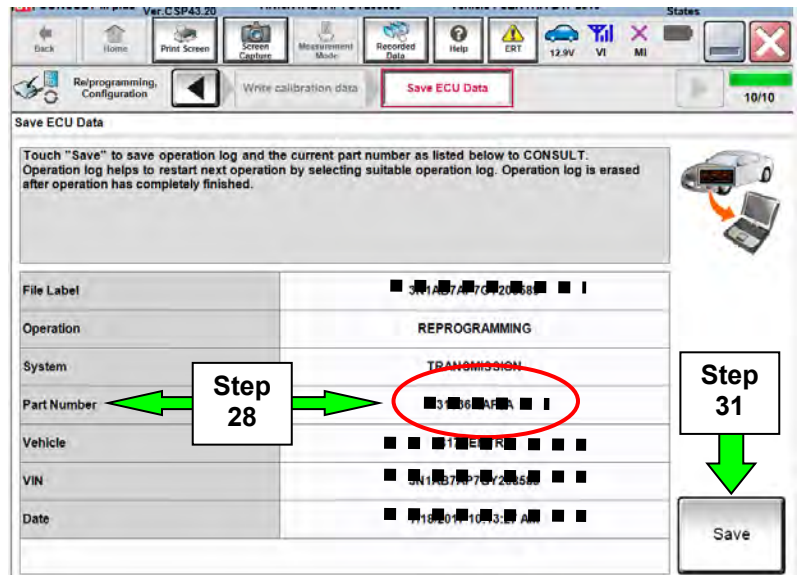 Ver.CSP43.20
States
Back
Home
Print Screen
Screen Capture
Measurement Mode
Recorded Data
Help
ERT
12.9V
VI
MI
Re/programming, Configuration
Write calibration data
Save ECU Data
10/10
Save ECU Data
Touch "Save" to save operation log and the current part number as listed below to CONSULT.
Operation log helps to restart next operation by selecting suitable operation log. Operation log is erased
after operation has completely finished.
File Label
Operation
REPROGRAMMING
System
TRANSMISSION
Step
28
Part Number
Step
31
Vehicle
VIN
Date
Save